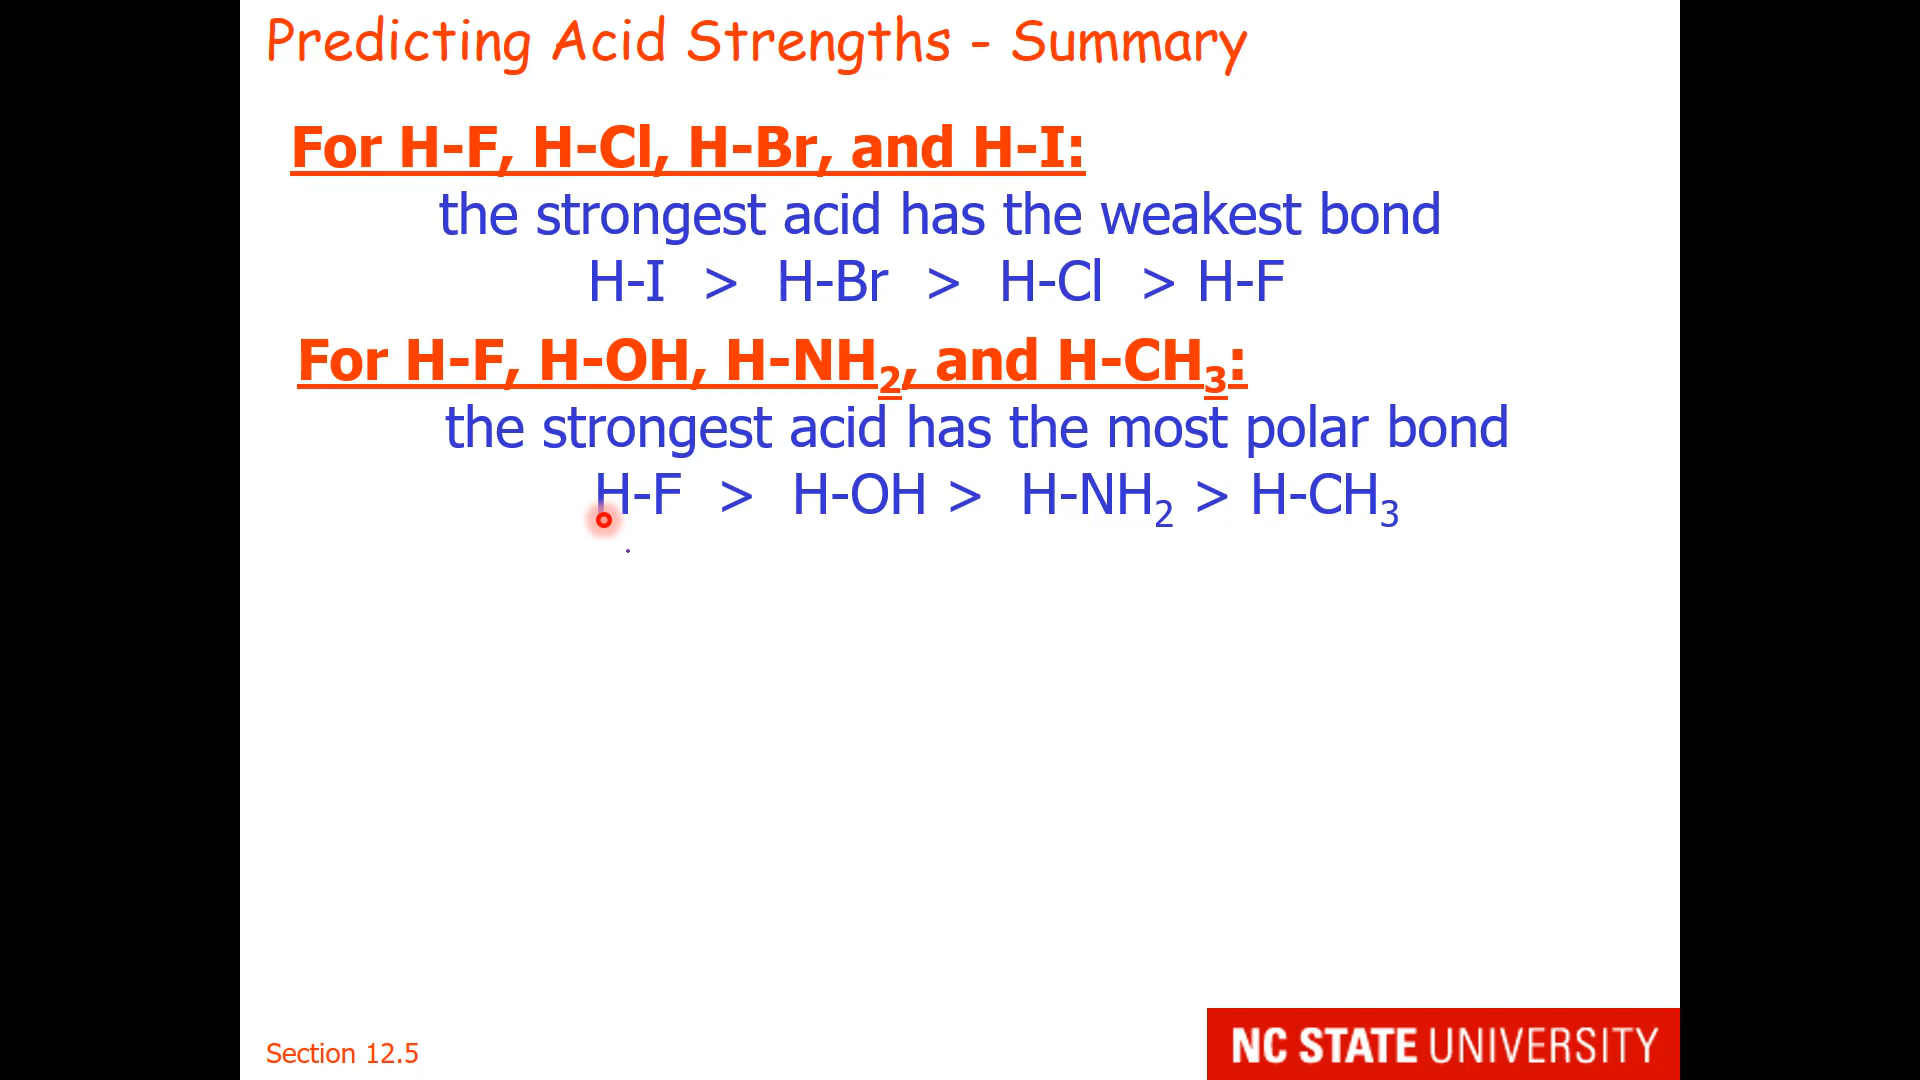 Predicting Acid Strengths - Summary
For H-F, H-Cl, H-Br, and H-I:
the strongest acid has the weakest bond
H-I > H-Br > H-Cl > H-F
For H-F, H-OH, H-NH₂, and H-CH₃:
the strongest acid has the most polar bond
H-F > H-OH > H-NH₂ > H-CH₃
Section 12.5
NC STATE UNIVERSITY